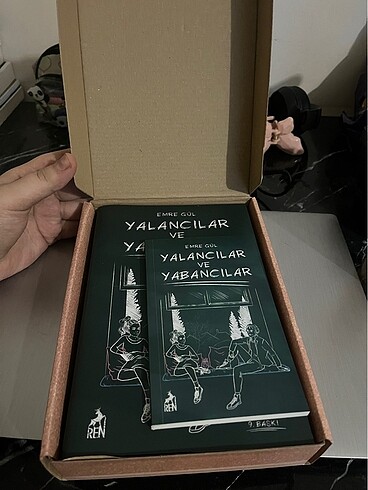 EMRE GÜL
YALANCILAR
VE
YA
REN
EMRE GÜL
YALANCILAR
VE
YABANCILAR
REN
9. BASKI